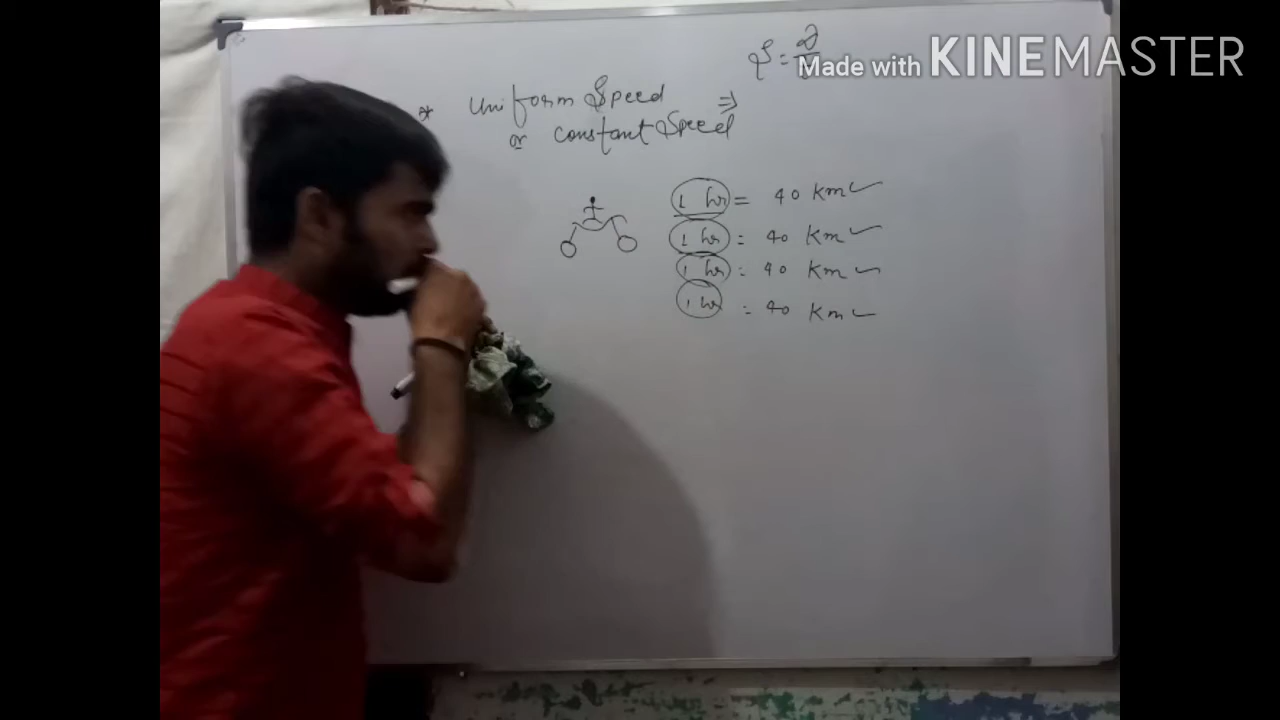 S = d
Made with KINEMASTER
* Uniform Speed ⇒
or constant Speed
1 hr = 40 Km ✓
1 hr = 40 Km ✓
1 hr = 40 Km ✓
1 hr = 40 Km ✓